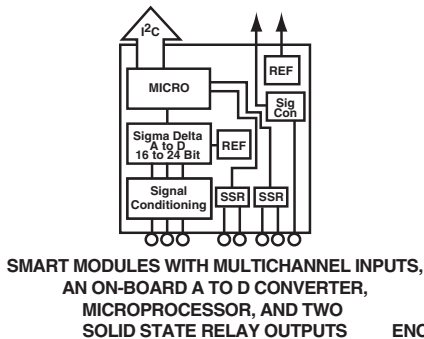 I²C
REF
MICRO
Sig
Con
Sigma Delta
A to D
16 to 24 Bit
REF
Signal
Conditioning
SSR
SSR
SMART MODULES WITH MULTICHANNEL INPUTS,
AN ON-BOARD A TO D CONVERTER,
MICROPROCESSOR, AND TWO
SOLID STATE RELAY OUTPUTS
ENC